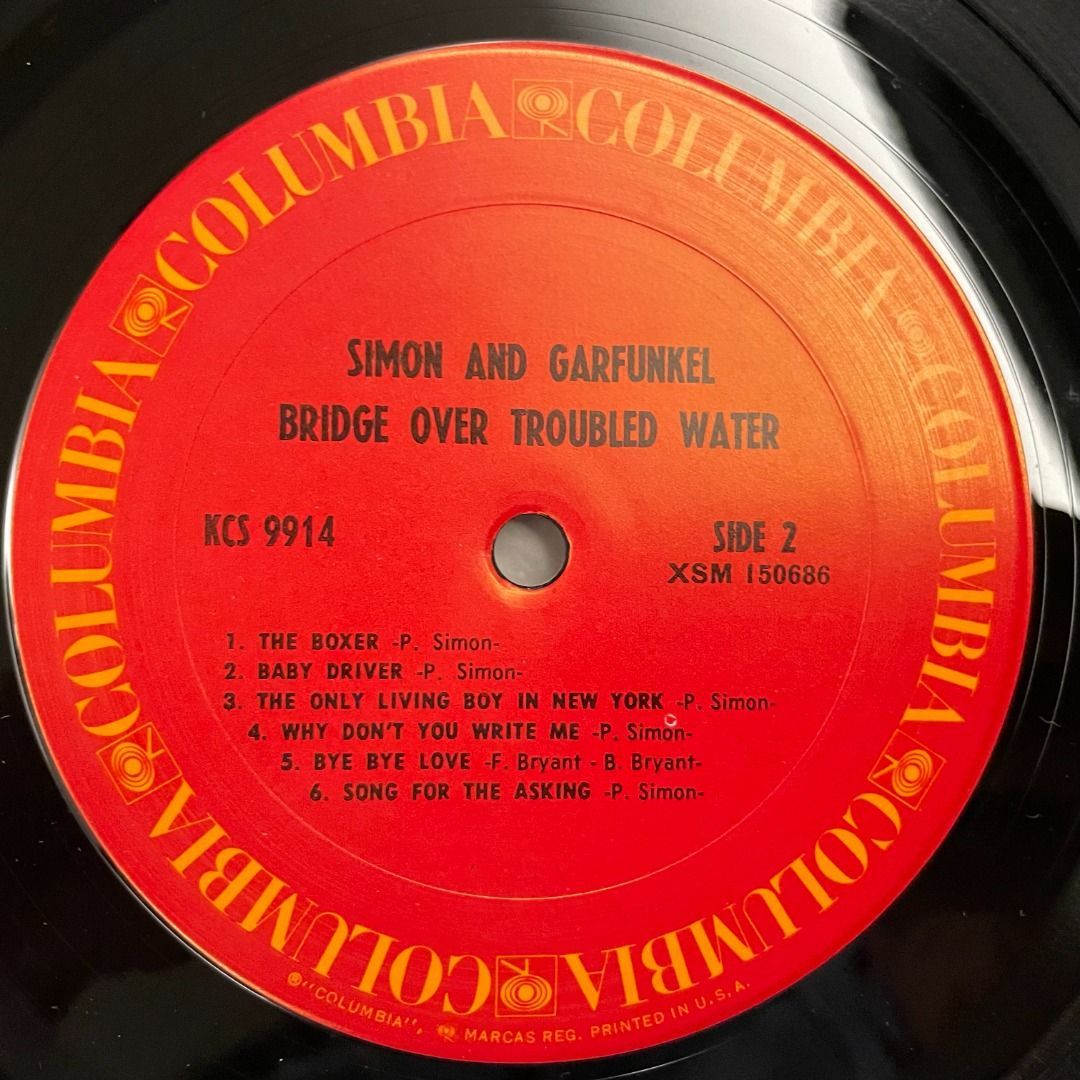 COLUMBIA COLUMBIA COLUMBIA COLUMBIA COLUMBIA COLUMBIA
SIMON AND GARFUNKEL
BRIDGE OVER TROUBLED WATER
KCS 9914
SIDE 2
XSM 150686
1. THE BOXER -P. Simon-
2. BABY DRIVER -P. Simon-
3. THE ONLY LIVING BOY IN NEW YORK -P. Simon-
4. WHY DON'T YOU WRITE ME -P. Simon-
5. BYE BYE LOVE -F. Bryant - B. Bryant-
6. SONG FOR THE ASKING -P. Simon-
®"COLUMBIA", MARCAS REG. PRINTED IN U.S.A.